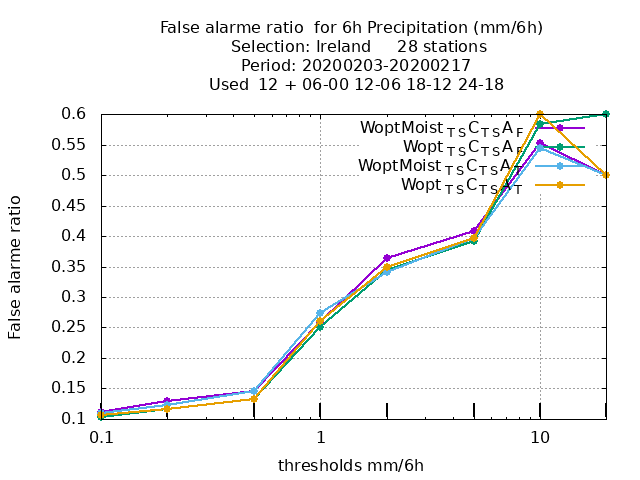 False alarme ratio  for 6h Precipitation (mm/6h)
Selection: Ireland     28 stations
Period: 20200203-20200217
Used  12 + 06-00 12-06 18-12 24-18
False alarme ratio
0.6
0.55
0.5
0.45
0.4
0.35
0.3
0.25
0.2
0.15
0.1
WoptMoist TS C TS A F
Wopt TS C TS A F
WoptMoist TS C TS A T
Wopt TS C TS A T
0.1 1 10
thresholds mm/6h